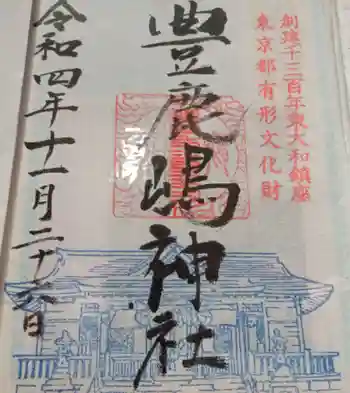 創建千三百年東大和鎮座
東京都有形文化財
豊鹿嶋神社
令和四年十一月二十六日